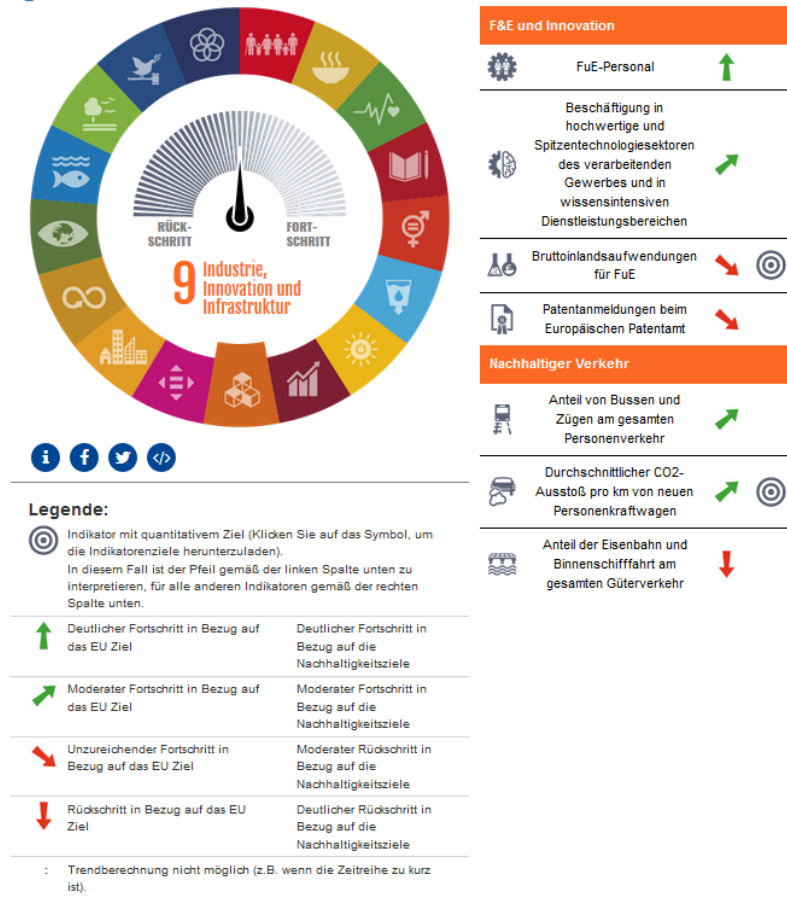 RÜCK-
SCHRITT
FORT-
SCHRITT
9 Industrie,
Innovation und
Infrastruktur
Legende:
Indikator mit quantitativem Ziel (Klicken Sie auf das Symbol, um
die Indikatorenziele herunterzuladen).
In diesem Fall ist der Pfeil gemäß der linken Spalte unten zu
interpretieren, für alle anderen Indikatoren gemäß der rechten
Spalte unten.
Deutlicher Fortschritt in Bezug auf
das EU Ziel
Deutlicher Fortschritt in
Bezug auf die
Nachhaltigkeitsziele
Moderater Fortschritt in Bezug auf
das EU Ziel
Moderater Fortschritt in
Bezug auf die
Nachhaltigkeitsziele
Unzureichender Fortschritt in
Bezug auf das EU Ziel
Moderater Rückschritt in
Bezug auf die
Nachhaltigkeitsziele
Rückschritt in Bezug auf das EU
Ziel
Deutlicher Rückschritt in
Bezug auf die
Nachhaltigkeitsziele
: Trendberechnung nicht möglich (z.B. wenn die Zeitreihe zu kurz
ist).
F&E und Innovation
FuE-Personal
Beschäftigung in
hochwertige und
Spitzentechnologiesektoren
des verarbeitenden
Gewerbes und in
wissensintensiven
Dienstleistungsbereichen
Bruttoinlandsaufwendungen
für FuE
Patentanmeldungen beim
Europäischen Patentamt
Nachhaltiger Verkehr
Anteil von Bussen und
Zügen am gesamten
Personenverkehr
Durchschnittlicher CO2-
Ausstoß pro km von neuen
Personenkraftwagen
Anteil der Eisenbahn und
Binnenschifffahrt am
gesamten Güterverkehr